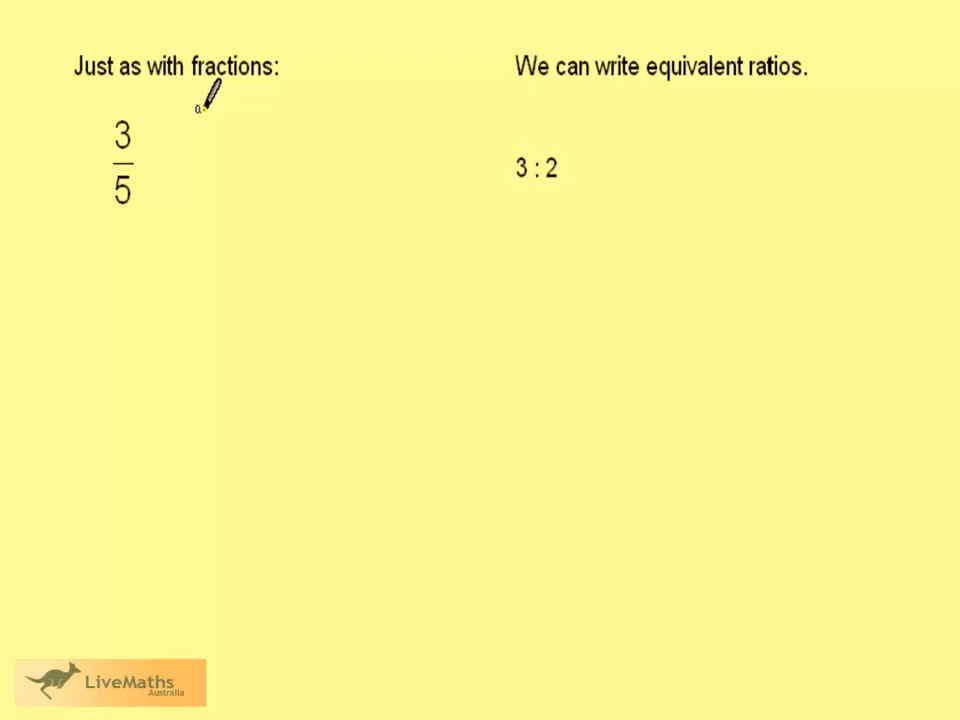 Just as with fractions:
3
5
We can write equivalent ratios.
3 : 2
LiveMaths
Australia